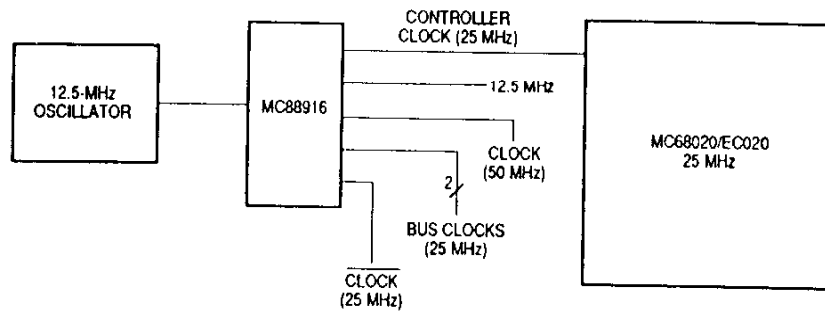 CONTROLLER
CLOCK (25 MHz)
12.5-MHz
OSCILLATOR
MC88916
12.5 MHz
MC68020/EC020
25 MHz
CLOCK
(50 MHz)
2
BUS CLOCKS
(25 MHz)
CLOCK
(25 MHz)